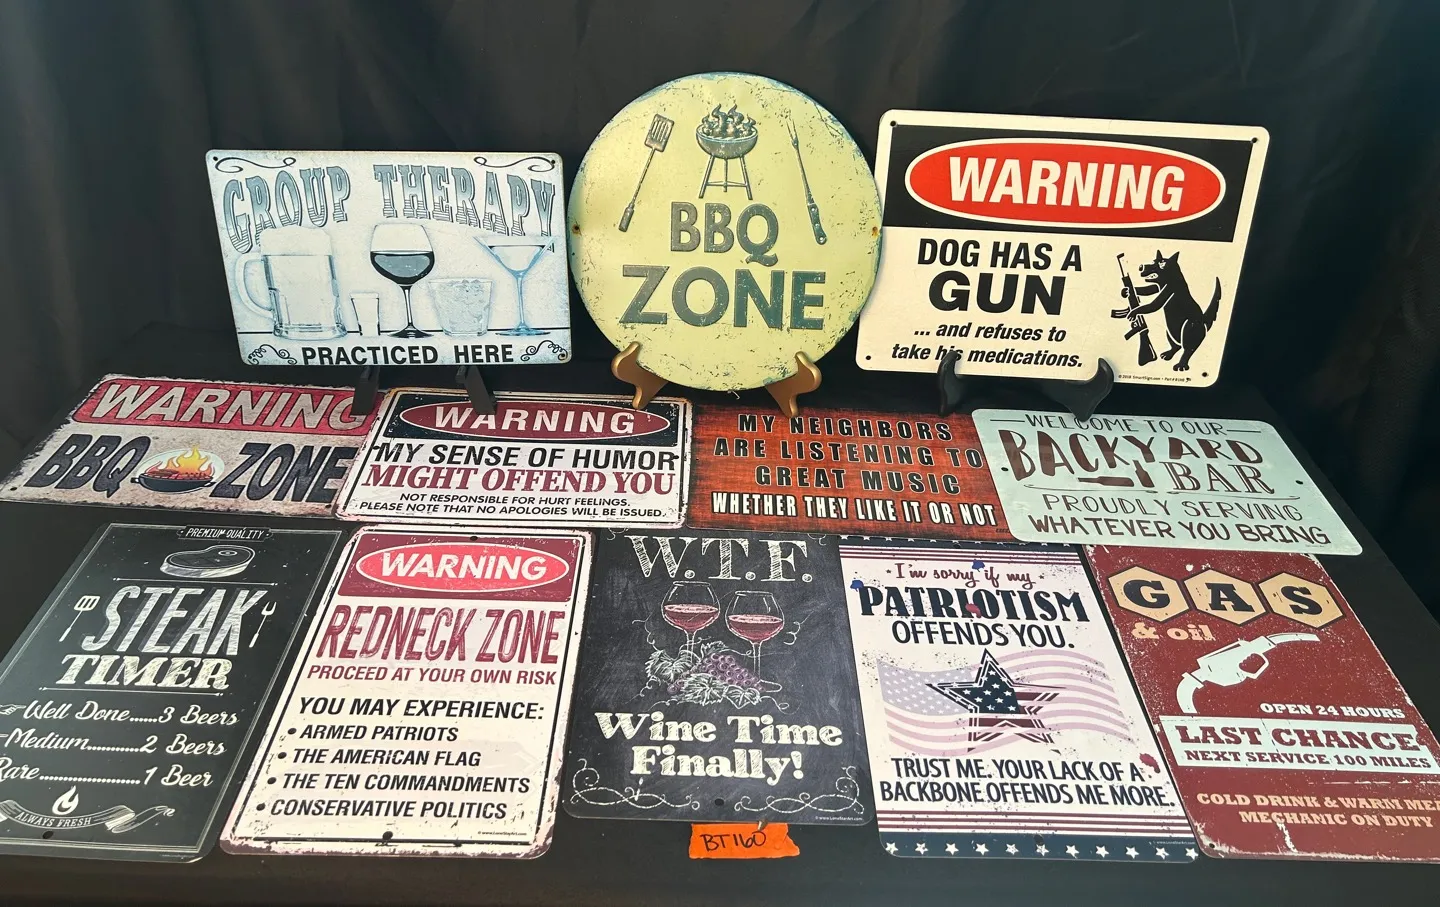 GROUP THERAPY
PRACTICED HERE
BBQ
ZONE
WARNING
DOG HAS A
GUN
... and refuses to
take his medications.
WARNING
BBQ ZONE
WARNING
MY SENSE OF HUMOR
MIGHT OFFEND YOU
NOT RESPONSIBLE FOR HURT FEELINGS.
PLEASE NOTE THAT NO APOLOGIES WILL BE ISSUED.
MY NEIGHBORS
ARE LISTENING TO
GREAT MUSIC
WHETHER THEY LIKE IT OR NOT
WELCOME TO OUR
BACKYARD
BAR
PROUDLY SERVING
WHATEVER YOU BRING
PREMIUM QUALITY
STEAK
TIMER
Well Done......3 Beers
Medium............2 Beers
Rare.......................1 Beer
ALWAYS FRESH
WARNING
REDNECK ZONE
PROCEED AT YOUR OWN RISK
YOU MAY EXPERIENCE:
• ARMED PATRIOTS
• THE AMERICAN FLAG
• THE TEN COMMANDMENTS
• CONSERVATIVE POLITICS
W.T.F.
Wine Time
Finally!
I'm sorry if my
PATRIOTISM
OFFENDS YOU.
TRUST ME. YOUR LACK OF A
BACKBONE OFFENDS ME MORE.
GAS
& oil
OPEN 24 HOURS
LAST CHANCE
NEXT SERVICE 100 MILES
COLD DRINK & WARM
MECHANIC ON DUTY
BT160